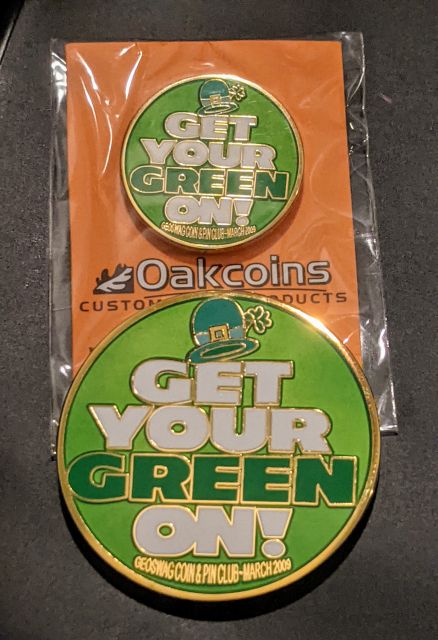 GET
YOUR
GREEN
ON!
GEOSWAG COIN & PIN CLUB~MARCH 2009
Oakcoins
CUSTOM
GET
YOUR
GREEN
ON!
GEOSWAG COIN & PIN CLUB~MARCH 2009